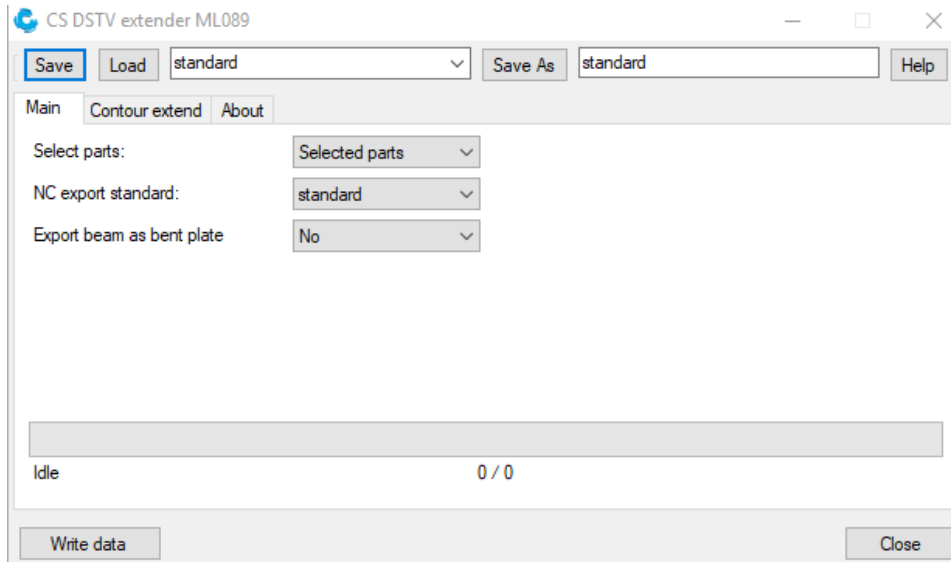 CS DSTV extender ML089
Save Load standard Save As standard Help
Main Contour extend About
Select parts: Selected parts
NC export standard: standard
Export beam as bent plate No
Idle 0 / 0
Write data Close